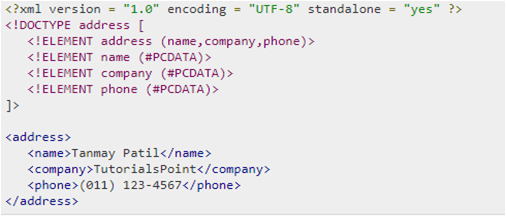 <?xml version = "1.0" encoding = "UTF-8" standalone = "yes" ?>
<!DOCTYPE address [
<!ELEMENT address (name,company,phone)>
<!ELEMENT name (#PCDATA)>
<!ELEMENT company (#PCDATA)>
<!ELEMENT phone (#PCDATA)>
]>
<address>
<name>Tanmay Patil</name>
<company>TutorialsPoint</company>
<phone>(011) 123-4567</phone>
</address>